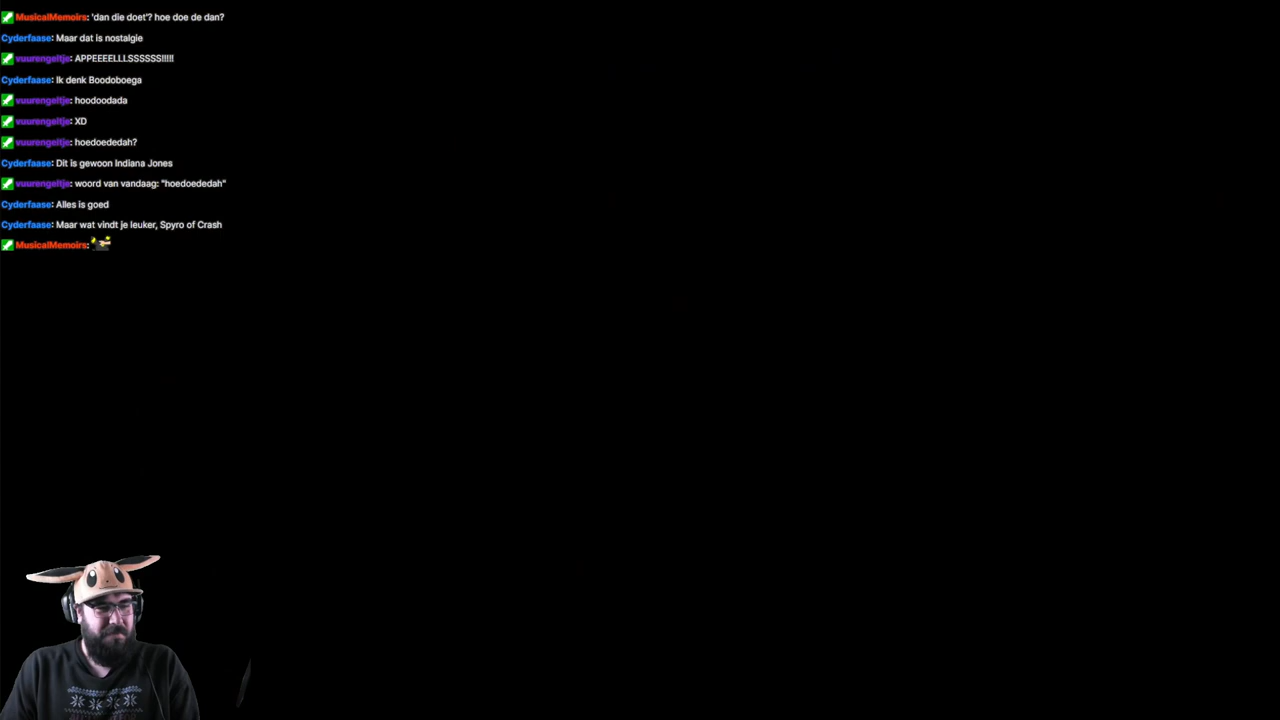 MusicalMemoirs: 'dan die doet'? hoe doe de dan?
Cyderfaase: Maar dat is nostalgie
vuurengeltje: APPEEEELLLSSSSSS!!!!!
Cyderfaase: Ik denk Boodoboega
vuurengeltje: hoodoodada
vuurengeltje: XD
vuurengeltje: hoedoededah?
Cyderfaase: Dit is gewoon Indiana Jones
vuurengeltje: woord van vandaag: "hoedoededah"
Cyderfaase: Alles is goed
Cyderfaase: Maar wat vindt je leuker, Spyro of Crash
MusicalMemoirs: